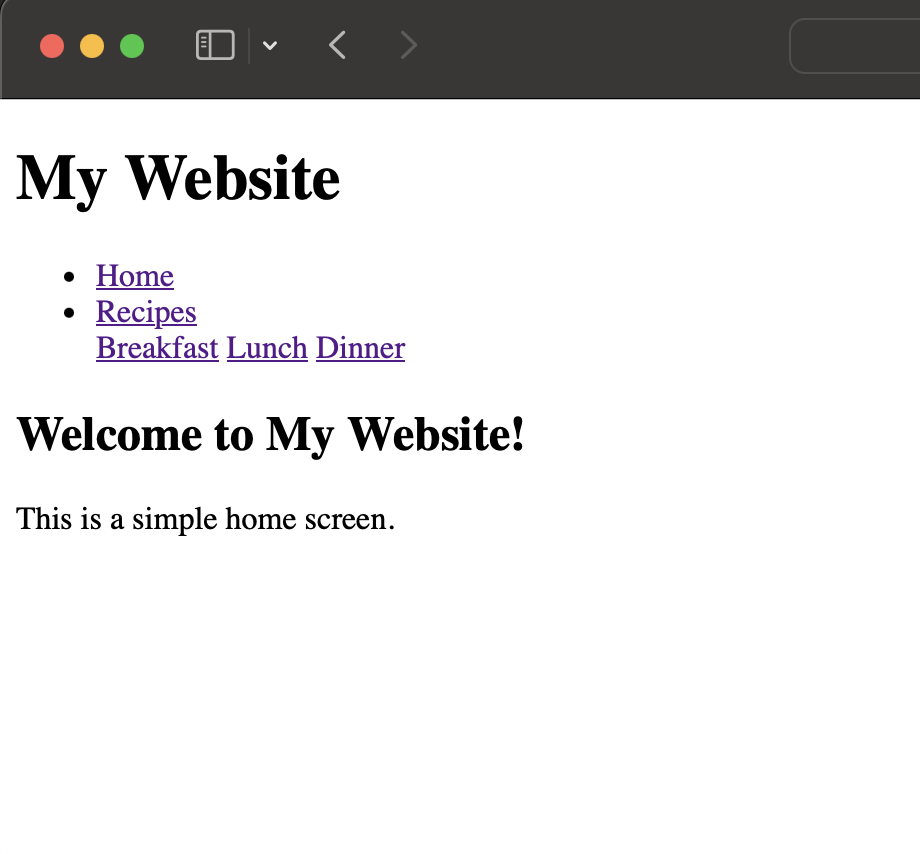 My Website
Home
Recipes
Breakfast Lunch Dinner
Welcome to My Website!
This is a simple home screen.